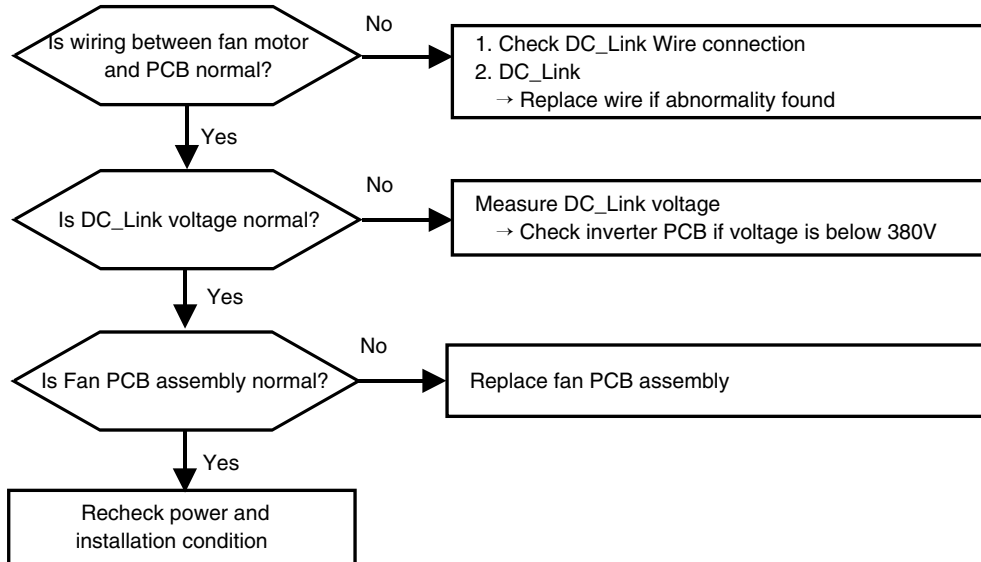 Is wiring between fan motor
and PCB normal?
No
1. Check DC_Link Wire connection
2. DC_Link
→ Replace wire if abnormality found
Yes
Is DC_Link voltage normal?
No
Measure DC_Link voltage
→ Check inverter PCB if voltage is below 380V
Yes
Is Fan PCB assembly normal?
No
Replace fan PCB assembly
Yes
Recheck power and
installation condition